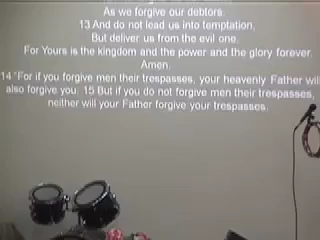 As we forgive our debtors.
13 And do not lead us into temptation,
But deliver us from the evil one.
For Yours is the kingdom and the power and the glory forever.
Amen.
14 "For if you forgive men their trespasses, your heavenly Father will
also forgive you. 15 But if you do not forgive men their trespasses,
neither will your Father forgive your trespasses.